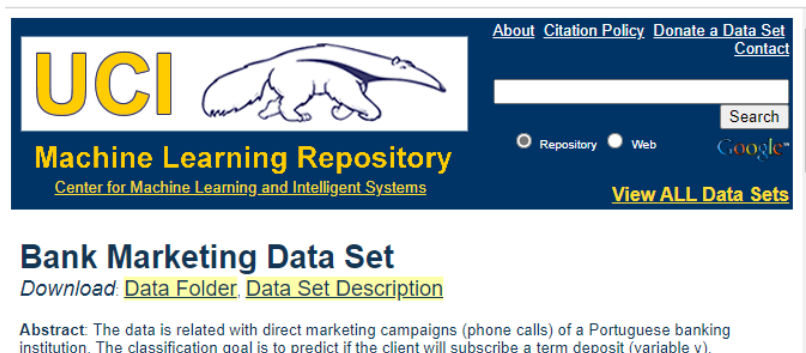 About Citation Policy Donate a Data Set
Contact
UCI
Search
Repository Web
Google™
Machine Learning Repository
Center for Machine Learning and Intelligent Systems
View ALL Data Sets
Bank Marketing Data Set
Download: Data Folder, Data Set Description
Abstract: The data is related with direct marketing campaigns (phone calls) of a Portuguese banking
institution. The classification goal is to predict if the client will subscribe a term deposit (variable y).